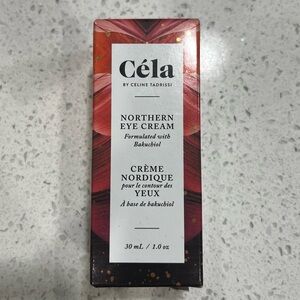 Céla
BY CELINE TADRISSI
NORTHERN
EYE CREAM
Formulated with
Bakuchiol
CRÈME
NORDIQUE
pour le contour des
YEUX
À base de bakuchiol
30 mL / 1.0 oz